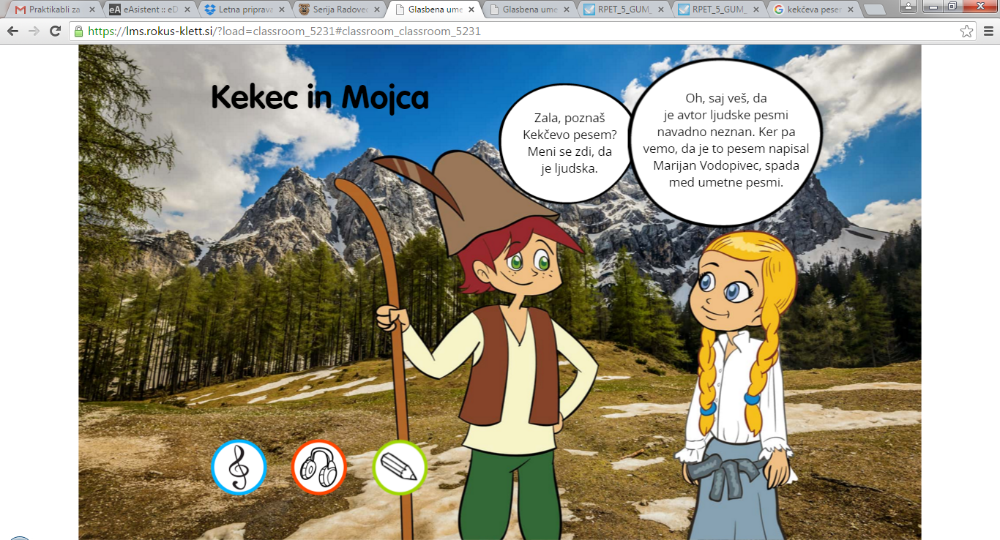 Praktikabli za
eAsistent :: eD
Letna priprava
Serija Radoved
Glasbena ume
Glasbena ume
RPET_5_GUM_
RPET_5_GUM_
kekčeva peser
https://lms.rokus-klett.si/?load=classroom_5231#classroom_classroom_5231
Kekec in Mojca
Zala, poznaš
Kekčevo pesem?
Meni se zdi, da
je ljudska.
Oh, saj veš, da
je avtor ljudske pesmi
navadno neznan. Ker pa
vemo, da je to pesem napisal
Marijan Vodopivec, spada
med umetne pesmi.